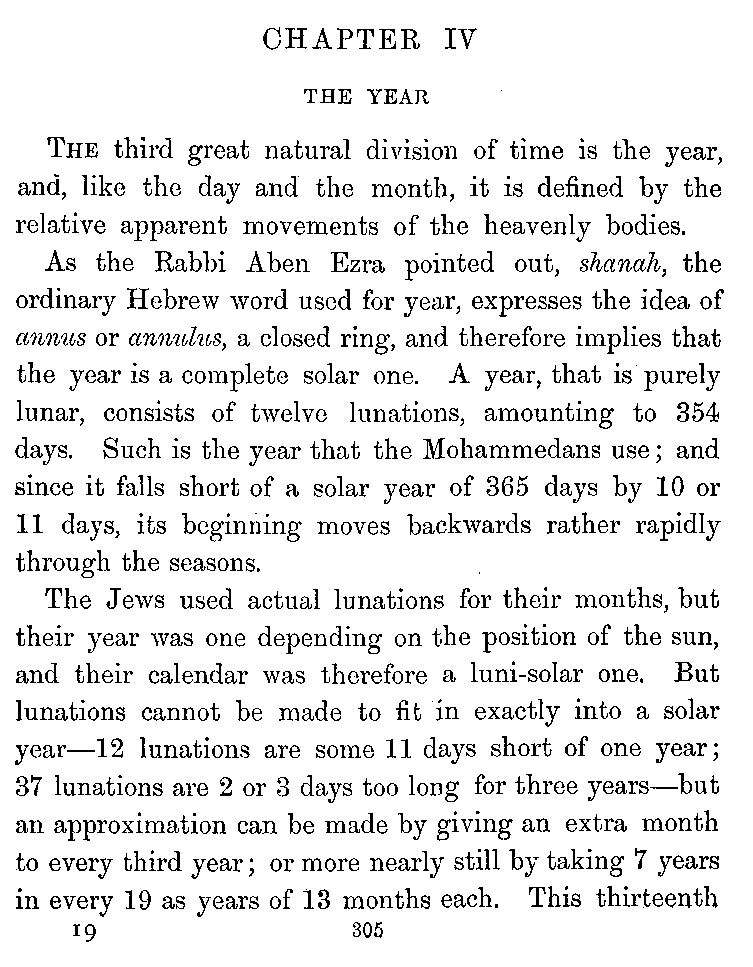 CHAPTER IV
THE YEAR
THE third great natural division of time is the year,
and, like the day and the month, it is defined by the
relative apparent movements of the heavenly bodies.
As the Rabbi Aben Ezra pointed out, shanah, the
ordinary Hebrew word used for year, expresses the idea of
annus or annulus, a closed ring, and therefore implies that
the year is a complete solar one. A year, that is purely
lunar, consists of twelve lunations, amounting to 354
days. Such is the year that the Mohammedans use; and
since it falls short of a solar year of 365 days by 10 or
11 days, its beginning moves backwards rather rapidly
through the seasons.
The Jews used actual lunations for their months, but
their year was one depending on the position of the sun,
and their calendar was therefore a luni-solar one. But
lunations cannot be made to fit in exactly into a solar
year—12 lunations are some 11 days short of one year;
37 lunations are 2 or 3 days too long for three years—but
an approximation can be made by giving an extra month
to every third year; or more nearly still by taking 7 years
in every 19 as years of 13 months each. This thirteenth
19 305